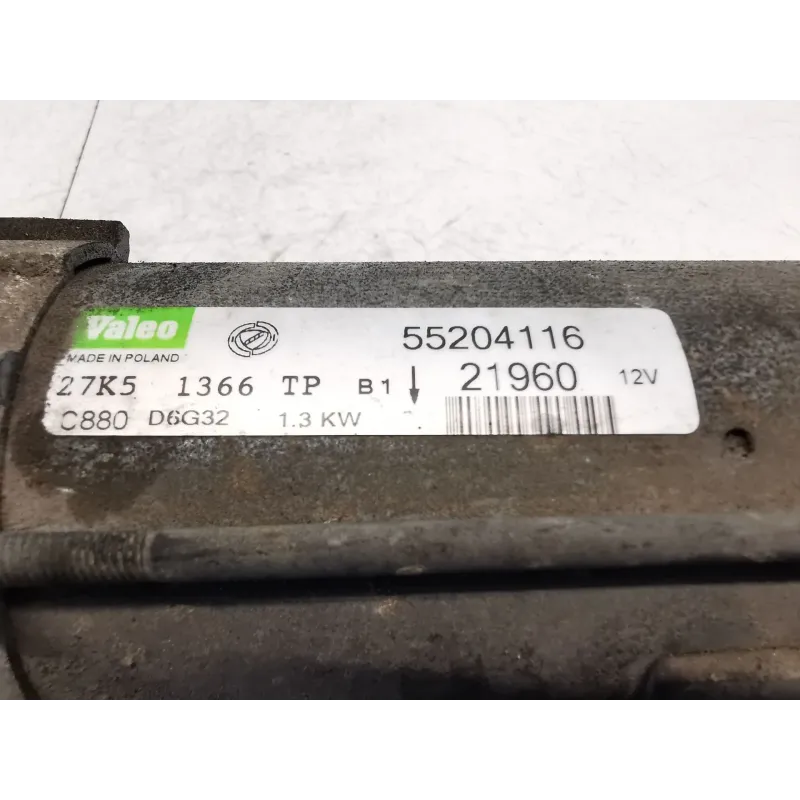 Valeo
55204116
MADE IN POLAND
27K5 1366 TP B1 21960 12V
C880 D6G32 1.3 KW